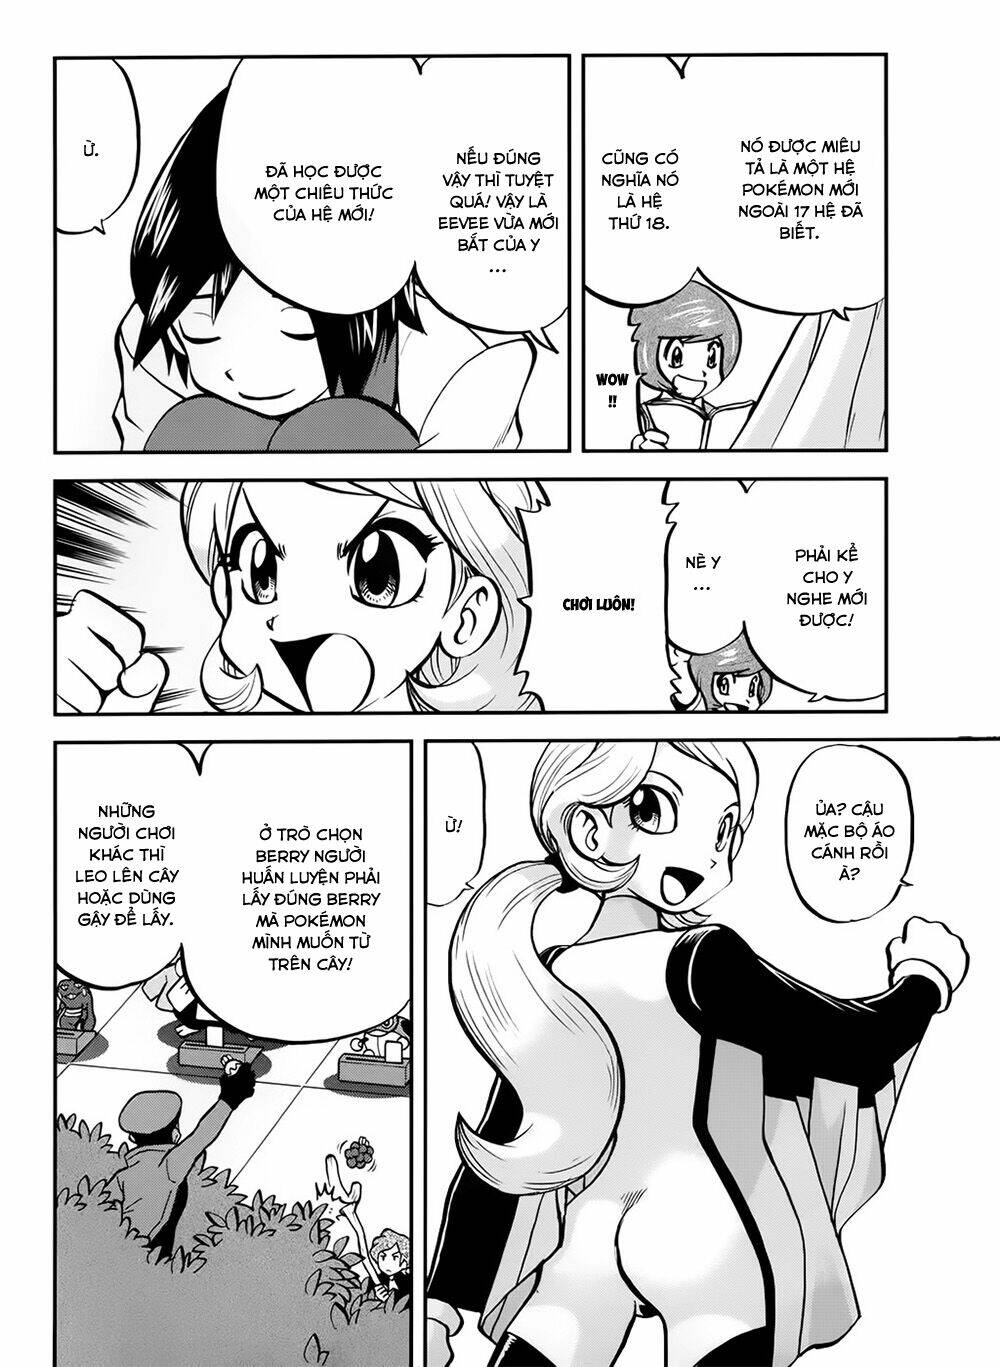 NÓ ĐƯỢC MIÊU
TẢ LÀ MỘT HỆ
POKÉMON MỚI
NGOÀI 17 HỆ ĐÃ
BIẾT.
CŨNG CÓ
NGHĨA NÓ
LÀ HỆ
THỨ 18.
WOW
!!
NẾU ĐÚNG
VẬY THÌ TUYỆT
QUÁ! VẬY LÀ
EEVEE VỪA MỚI
BẮT CỦA Y
...
ĐÃ HỌC ĐƯỢC
MỘT CHIÊU THỨC
CỦA HỆ MỚI!
Ừ.
PHẢI KỂ
CHO Y
NGHE MỚI
ĐƯỢC!
NÈ Y
...
CHƠI LUÔN!
ỦA? CẬU
MẶC BỘ ÁO
CÁNH RỒI
À?
Ừ!
Ở TRÒ CHỌN
BERRY NGƯỜI
HUẤN LUYỆN PHẢI
LẤY ĐÚNG BERRY
MÀ POKÉMON
MÌNH MUỐN TỪ
TRÊN CÂY!
NHỮNG
NGƯỜI CHƠI
KHÁC THÌ
LEO LÊN CÂY
HOẶC DÙNG
GẬY ĐỂ LẤY.